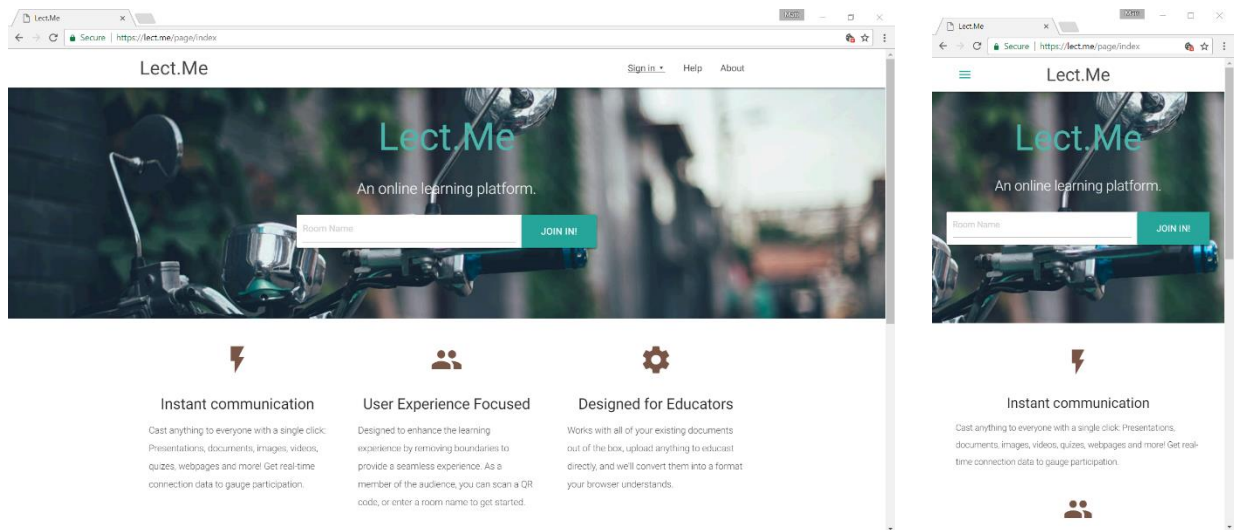 Lect.Me
Secure | https://lect.me/page/index
Lect.Me
Sign in
Help
About
Lect.Me
An online learning platform.
Room Name
JOIN IN!
Instant communication
Cast anything to everyone with a single click:
Presentations, documents, images, videos,
quizes, webpages and more! Get real-time
connection data to gauge participation.
User Experience Focused
Designed to enhance the learning
experience by removing boundaries to
provide a seamless experience. As a
member of the audience, you can scan a QR
code, or enter a room name to get started.
Designed for Educators
Works with all of your existing documents
out of the box, upload anything to educast
directly, and we'll convert them into a format
your browser understands.
Lect.Me
Secure | https://lect.me/page/index
Lect.Me
Lect.Me
An online learning platform.
Room Name
JOIN IN!
Instant communication
Cast anything to everyone with a single click: Presentations,
documents, images, videos, quizes, webpages and more! Get real-
time connection data to gauge participation.